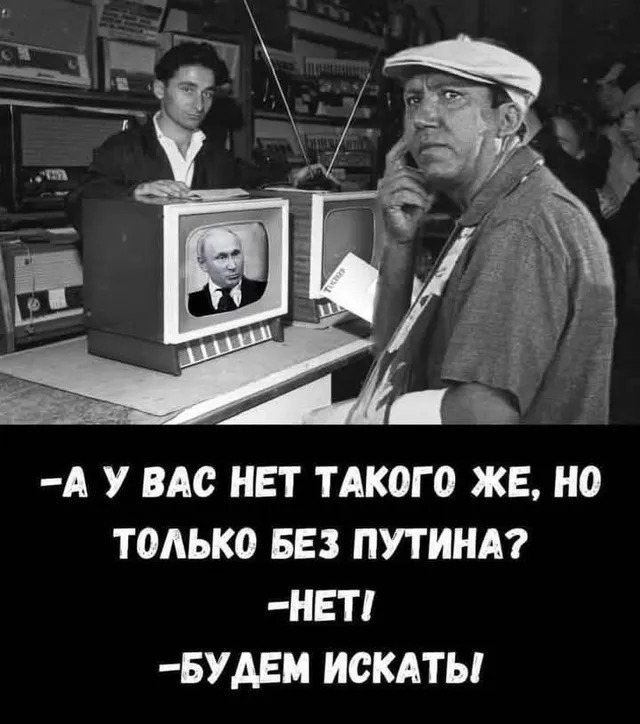 -А У ВАС НЕТ ТАКОГО ЖЕ, НО
ТОЛЬКО БЕЗ ПУТИНА?
-НЕТ!
-БУДЕМ ИСКАТЬ!